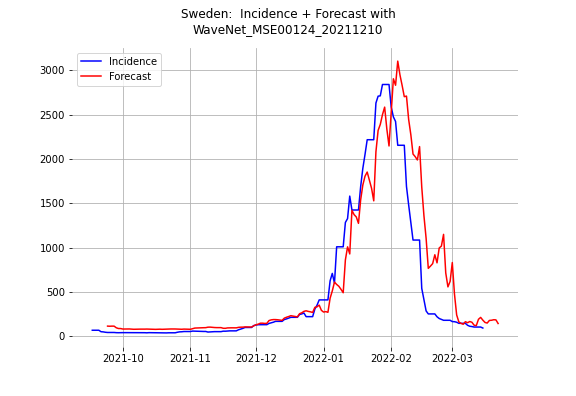 Sweden:  Incidence + Forecast with
WaveNet_MSE00124_20211210
Incidence
Forecast
3000
2500
2000
1500
1000
500
0
2021-10 2021-11 2021-12 2022-01 2022-02 2022-03